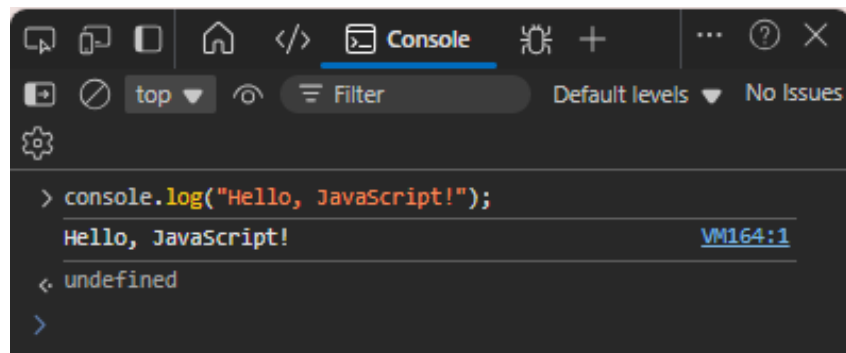 Console
top Filter Default levels No Issues
console.log("Hello, JavaScript!");
Hello, JavaScript! VM164:1
undefined